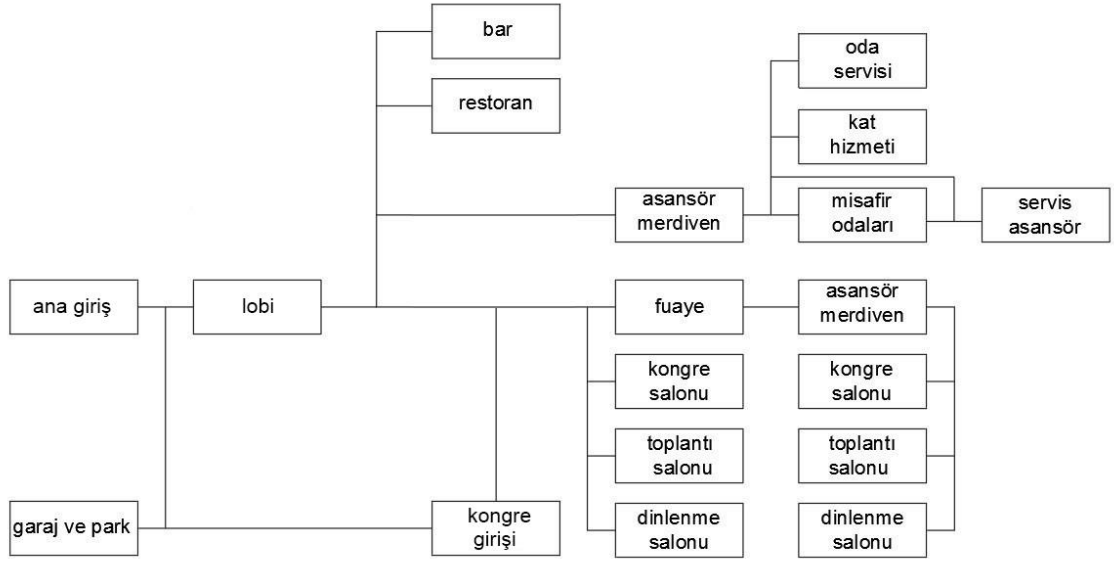 bar
restoran
oda
servisi
kat
hizmeti
asansör
merdiven
misafir
odaları
servis
asansör
ana giriş
lobi
fuaye
asansör
merdiven
kongre
salonu
kongre
salonu
toplantı
salonu
toplantı
salonu
garaj ve park
kongre
girişi
dinlenme
salonu
dinlenme
salonu